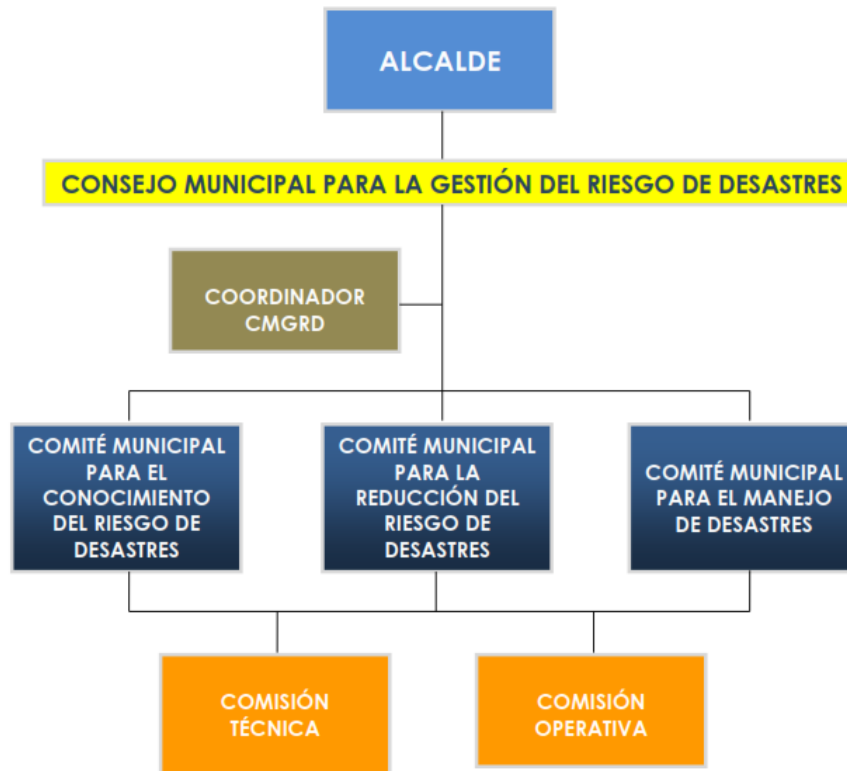 ALCALDE
CONSEJO MUNICIPAL PARA LA GESTIÓN DEL RIESGO DE DESASTRES
COORDINADOR
CMGRD
COMITÉ MUNICIPAL
PARA EL
CONOCIMIENTO
DEL RIESGO DE
DESASTRES
COMITÉ MUNICIPAL
PARA LA
REDUCCIÓN DEL
RIESGO DE
DESASTRES
COMITÉ MUNICIPAL
PARA EL MANEJO
DE DESASTRES
COMISIÓN
TÉCNICA
COMISIÓN
OPERATIVA